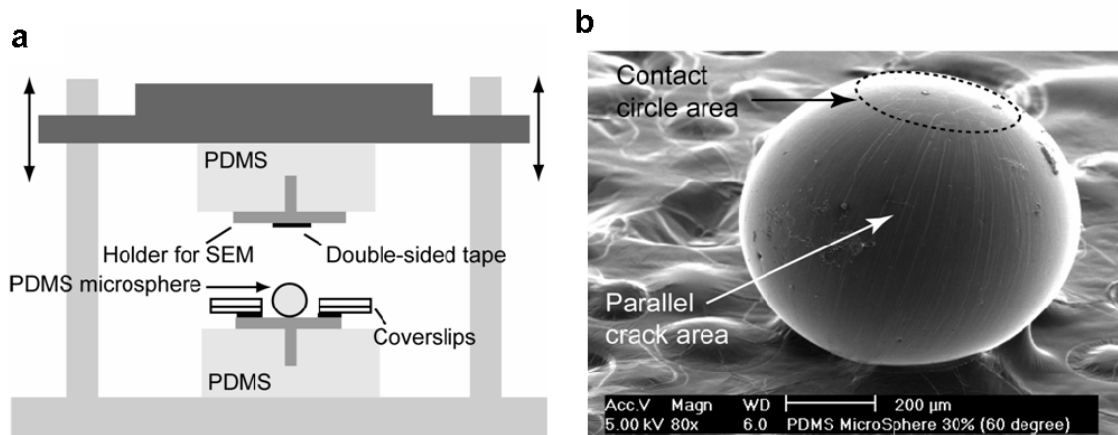 a
PDMS
Holder for SEM
Double-sided tape
PDMS microsphere
Coverslips
PDMS
b
Contact
circle area
Parallel
crack area
Acc.V Magn WD 200 µm
5.00 kV 80x 6.0 PDMS MicroSphere 30% (60 degree)